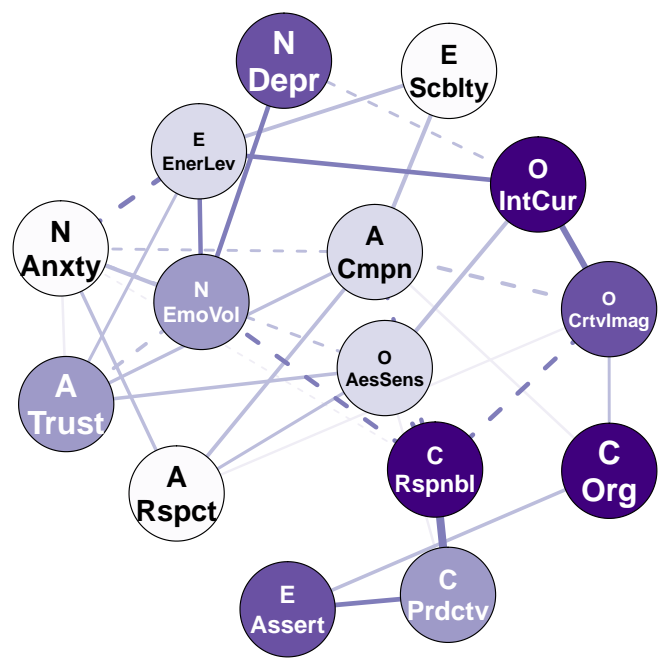 N
Depr
E
Scblty
E
EnerLev
O
IntCur
N
Anxty
A
Cmpn
N
EmoVol
O
CrtvImag
O
AesSens
A
Trust
C
Rspnbl
C
Org
A
Rspct
C
Prdctv
E
Assert